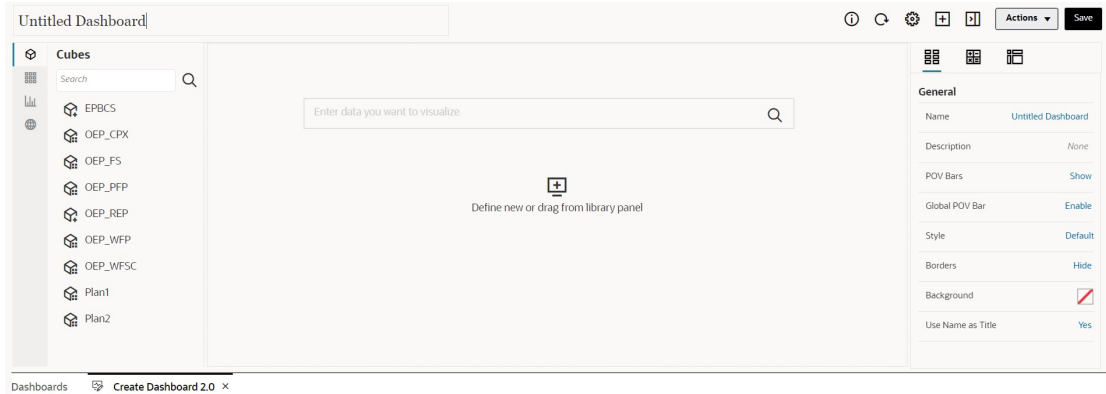 Untitled Dashboard
Actions
Save
Cubes
Search
EPBCS
OEP_CPX
OEP_FS
OEP_PFP
OEP_REP
OEP_WFP
OEP_WFSC
Plan1
Plan2
Enter data you want to visualize
Define new or drag from library panel
General
Name Untitled Dashboard
Description None
POV Bars Show
Global POV Bar Enable
Style Default
Borders Hide
Background
Use Name as Title Yes
Dashboards Create Dashboard 2.0 ×